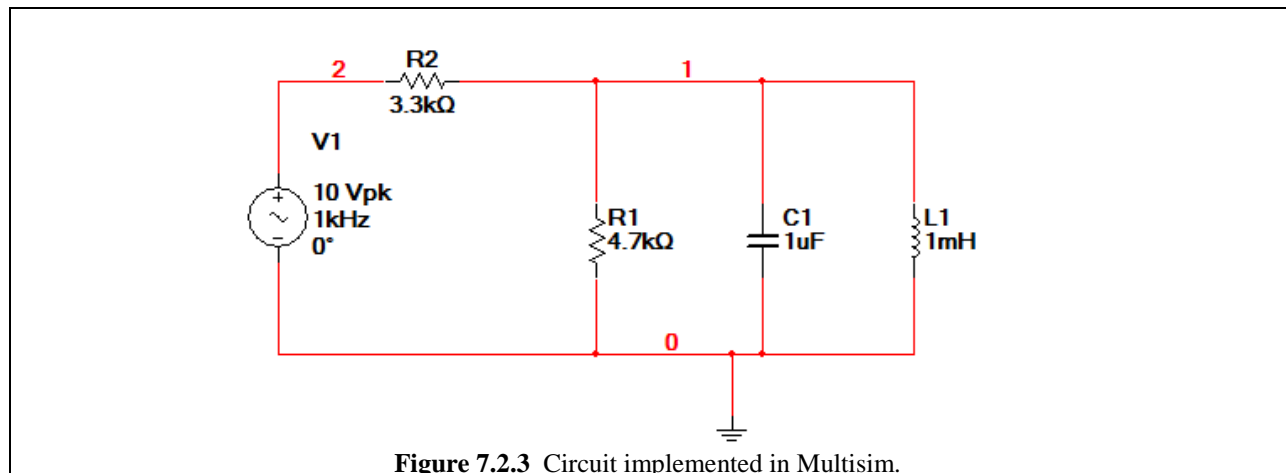 2
R2
1
3.3kΩ
V1
10 Vpk
1kHz
0°
R1
4.7kΩ
C1
1uF
L1
1mH
0
Figure 7.2.3 Circuit implemented in Multisim.